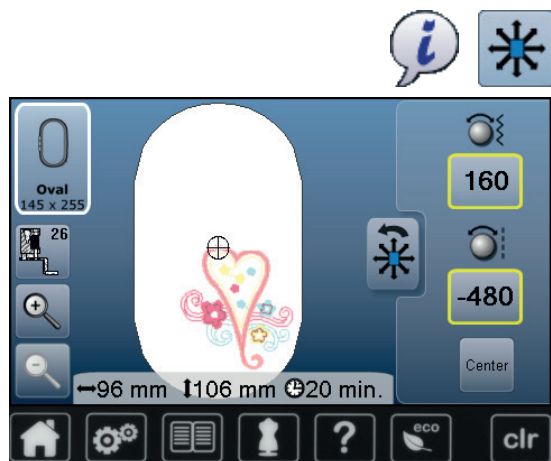 i
Oval
145 x 255
26
160
-480
Center
96 mm 106 mm 20 min.
?
eco
clr